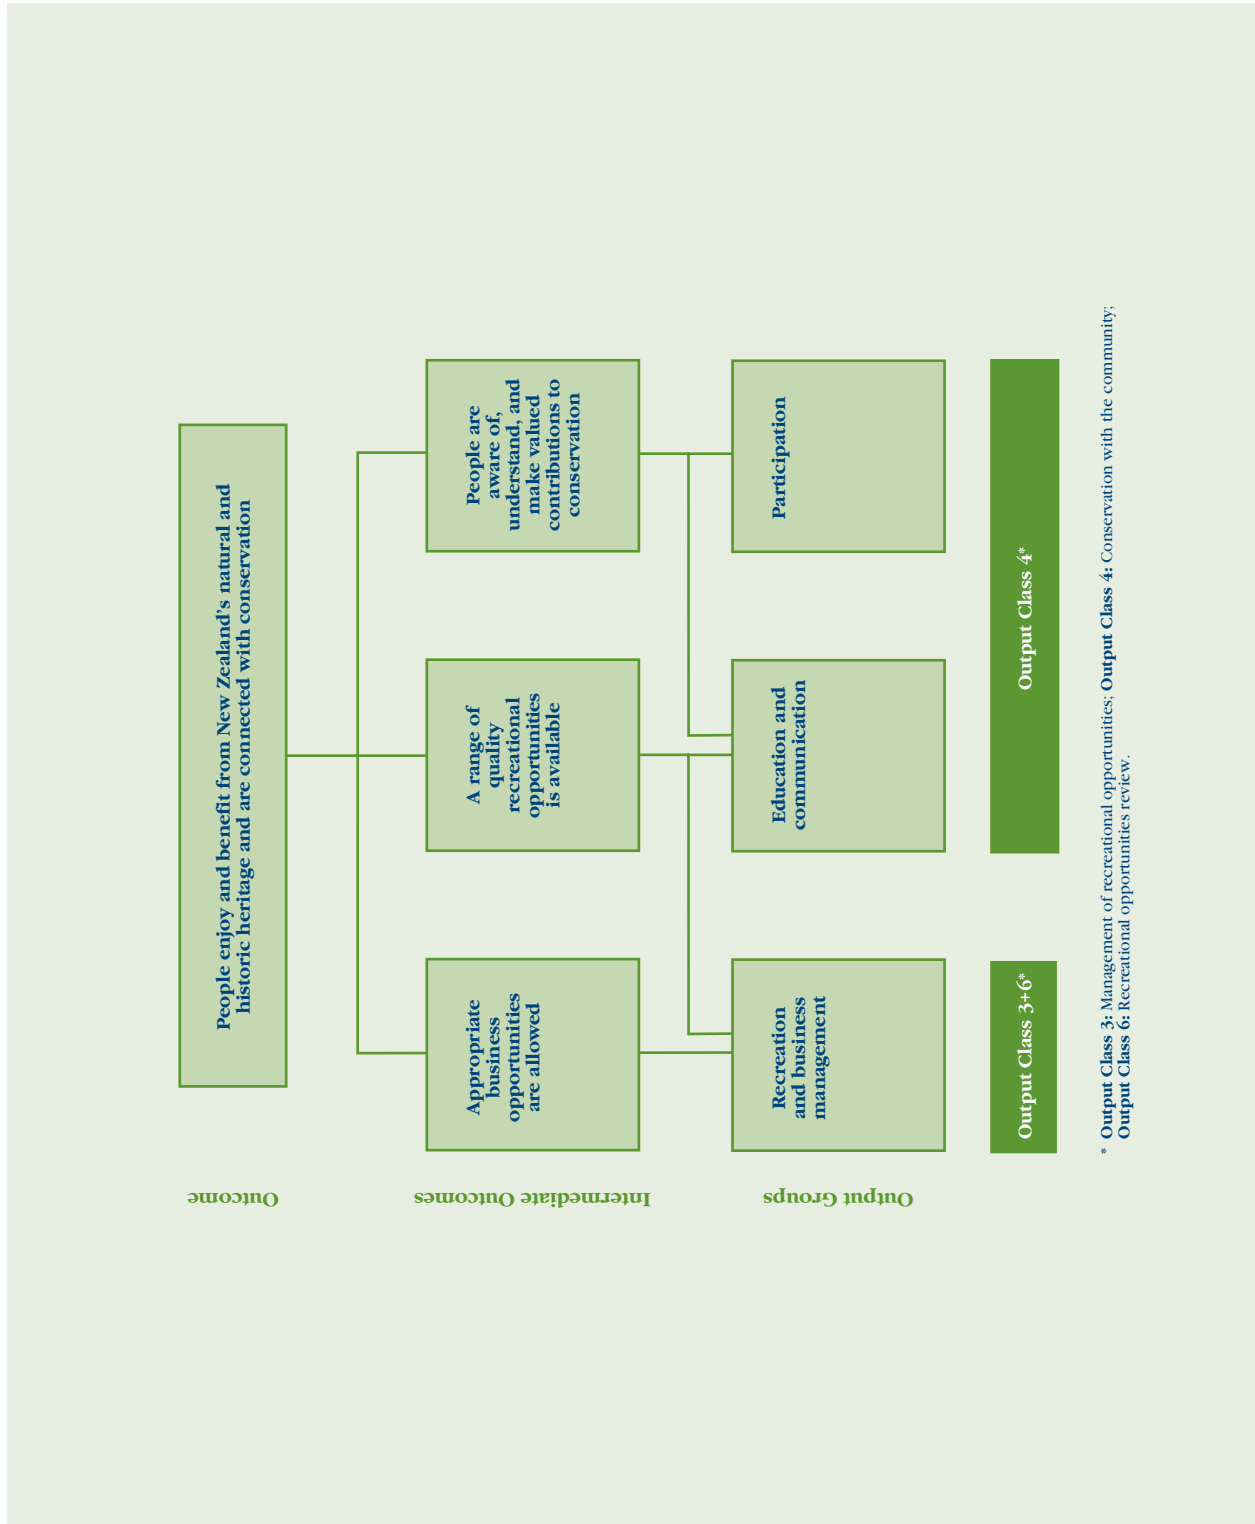 Outcome
People enjoy and benefit from New Zealand's natural and
historic heritage and are connected with conservation
Intermediate Outcomes
Appropriate
business
opportunities
are allowed
A range of
quality
recreational
opportunities
is available
People are
aware of,
understand, and
make valued
contributions to
conservation
Output Groups
Recreation
and business
management
Education and
communication
Participation
Output Class 3+6*
Output Class 4*
* Output Class 3: Management of recreational opportunities; Output Class 4: Conservation with the community;
Output Class 6: Recreational opportunities review.